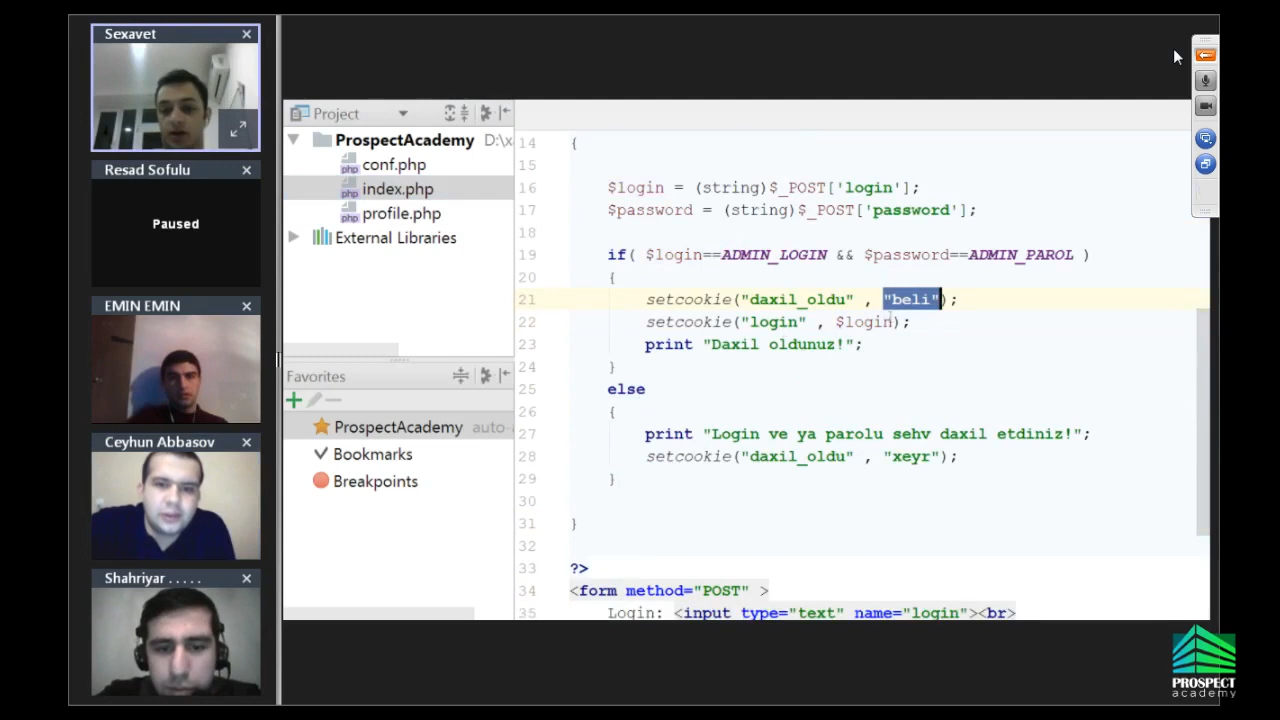 Sexavet
Resad Sofulu
Paused
EMIN EMIN
Ceyhun Abbasov
Shahriyar . . . . .
Project
ProspectAcademy
php conf.php
php index.php
php profile.php
External Libraries
Favorites
ProspectAcademy
Bookmarks
Breakpoints
14 {
15
16 $login = (string)$_POST['login'];
17 $password = (string)$_POST['password'];
18
19 if( $login==ADMIN_LOGIN && $password==ADMIN_PAROL )
20 {
21 setcookie("daxil_oldu" , "beli");
22 setcookie("login" , $login);
23 print "Daxil oldunuz!";
24 }
25 else
26 {
27 print "Login ve ya parolu sehv daxil etdiniz!";
28 setcookie("daxil_oldu" , "xeyr");
29 }
30
31 }
32
33 ?>
34 <form method="POST" >
35 Login: <input type="text" name="login"><br>
PROSPECT
academy